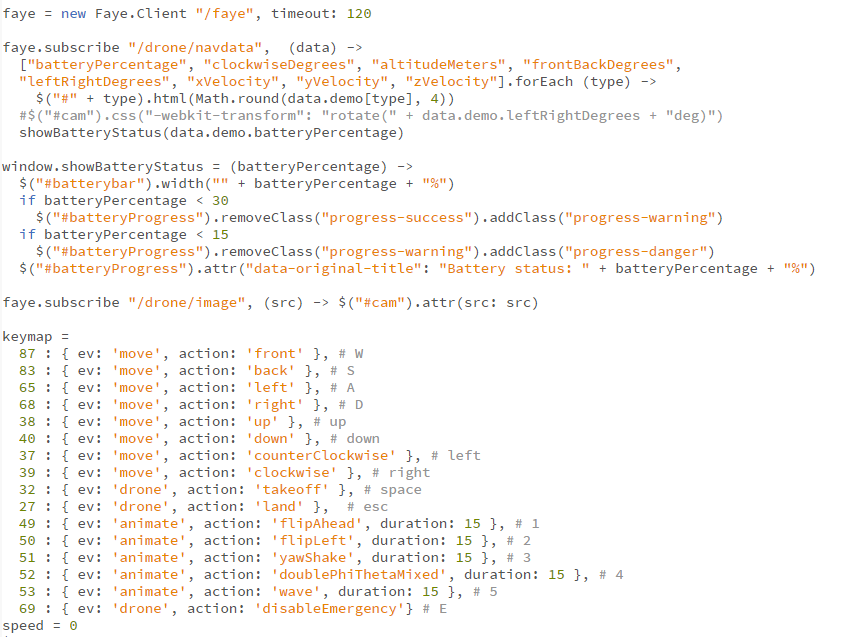 faye = new Faye.Client "/faye", timeout: 120
faye.subscribe "/drone/navdata",  (data) ->
  ["batteryPercentage", "clockwiseDegrees", "altitudeMeters", "frontBackDegrees",
  "leftRightDegrees", "xVelocity", "yVelocity", "zVelocity"].forEach (type) ->
    $("#" + type).html(Math.round(data.demo[type], 4))
  #$("#cam").css("-webkit-transform": "rotate(" + data.demo.leftRightDegrees + "deg)")
  showBatteryStatus(data.demo.batteryPercentage)
window.showBatteryStatus = (batteryPercentage) ->
  $("#batterybar").width("" + batteryPercentage + "%")
  if batteryPercentage < 30
    $("#batteryProgress").removeClass("progress-success").addClass("progress-warning")
  if batteryPercentage < 15
    $("#batteryProgress").removeClass("progress-warning").addClass("progress-danger")
  $("#batteryProgress").attr("data-original-title": "Battery status: " + batteryPercentage + "%")
faye.subscribe "/drone/image", (src) -> $("#cam").attr(src: src)
keymap =
  87 : { ev: 'move', action: 'front' }, # W
  83 : { ev: 'move', action: 'back' }, # S
  65 : { ev: 'move', action: 'left' }, # A
  68 : { ev: 'move', action: 'right' }, # D
  38 : { ev: 'move', action: 'up' }, # up
  40 : { ev: 'move', action: 'down' }, # down
  37 : { ev: 'move', action: 'counterClockwise' }, # left
  39 : { ev: 'move', action: 'clockwise' }, # right
  32 : { ev: 'drone', action: 'takeoff' }, # space
  27 : { ev: 'drone', action: 'land' },  # esc
  49 : { ev: 'animate', action: 'flipAhead', duration: 15 }, # 1
  50 : { ev: 'animate', action: 'flipLeft', duration: 15 }, # 2
  51 : { ev: 'animate', action: 'yawShake', duration: 15 }, # 3
  52 : { ev: 'animate', action: 'doublePhiThetaMixed', duration: 15 }, # 4
  53 : { ev: 'animate', action: 'wave', duration: 15 }, # 5
  69 : { ev: 'drone', action: 'disableEmergency'} # E
speed = 0